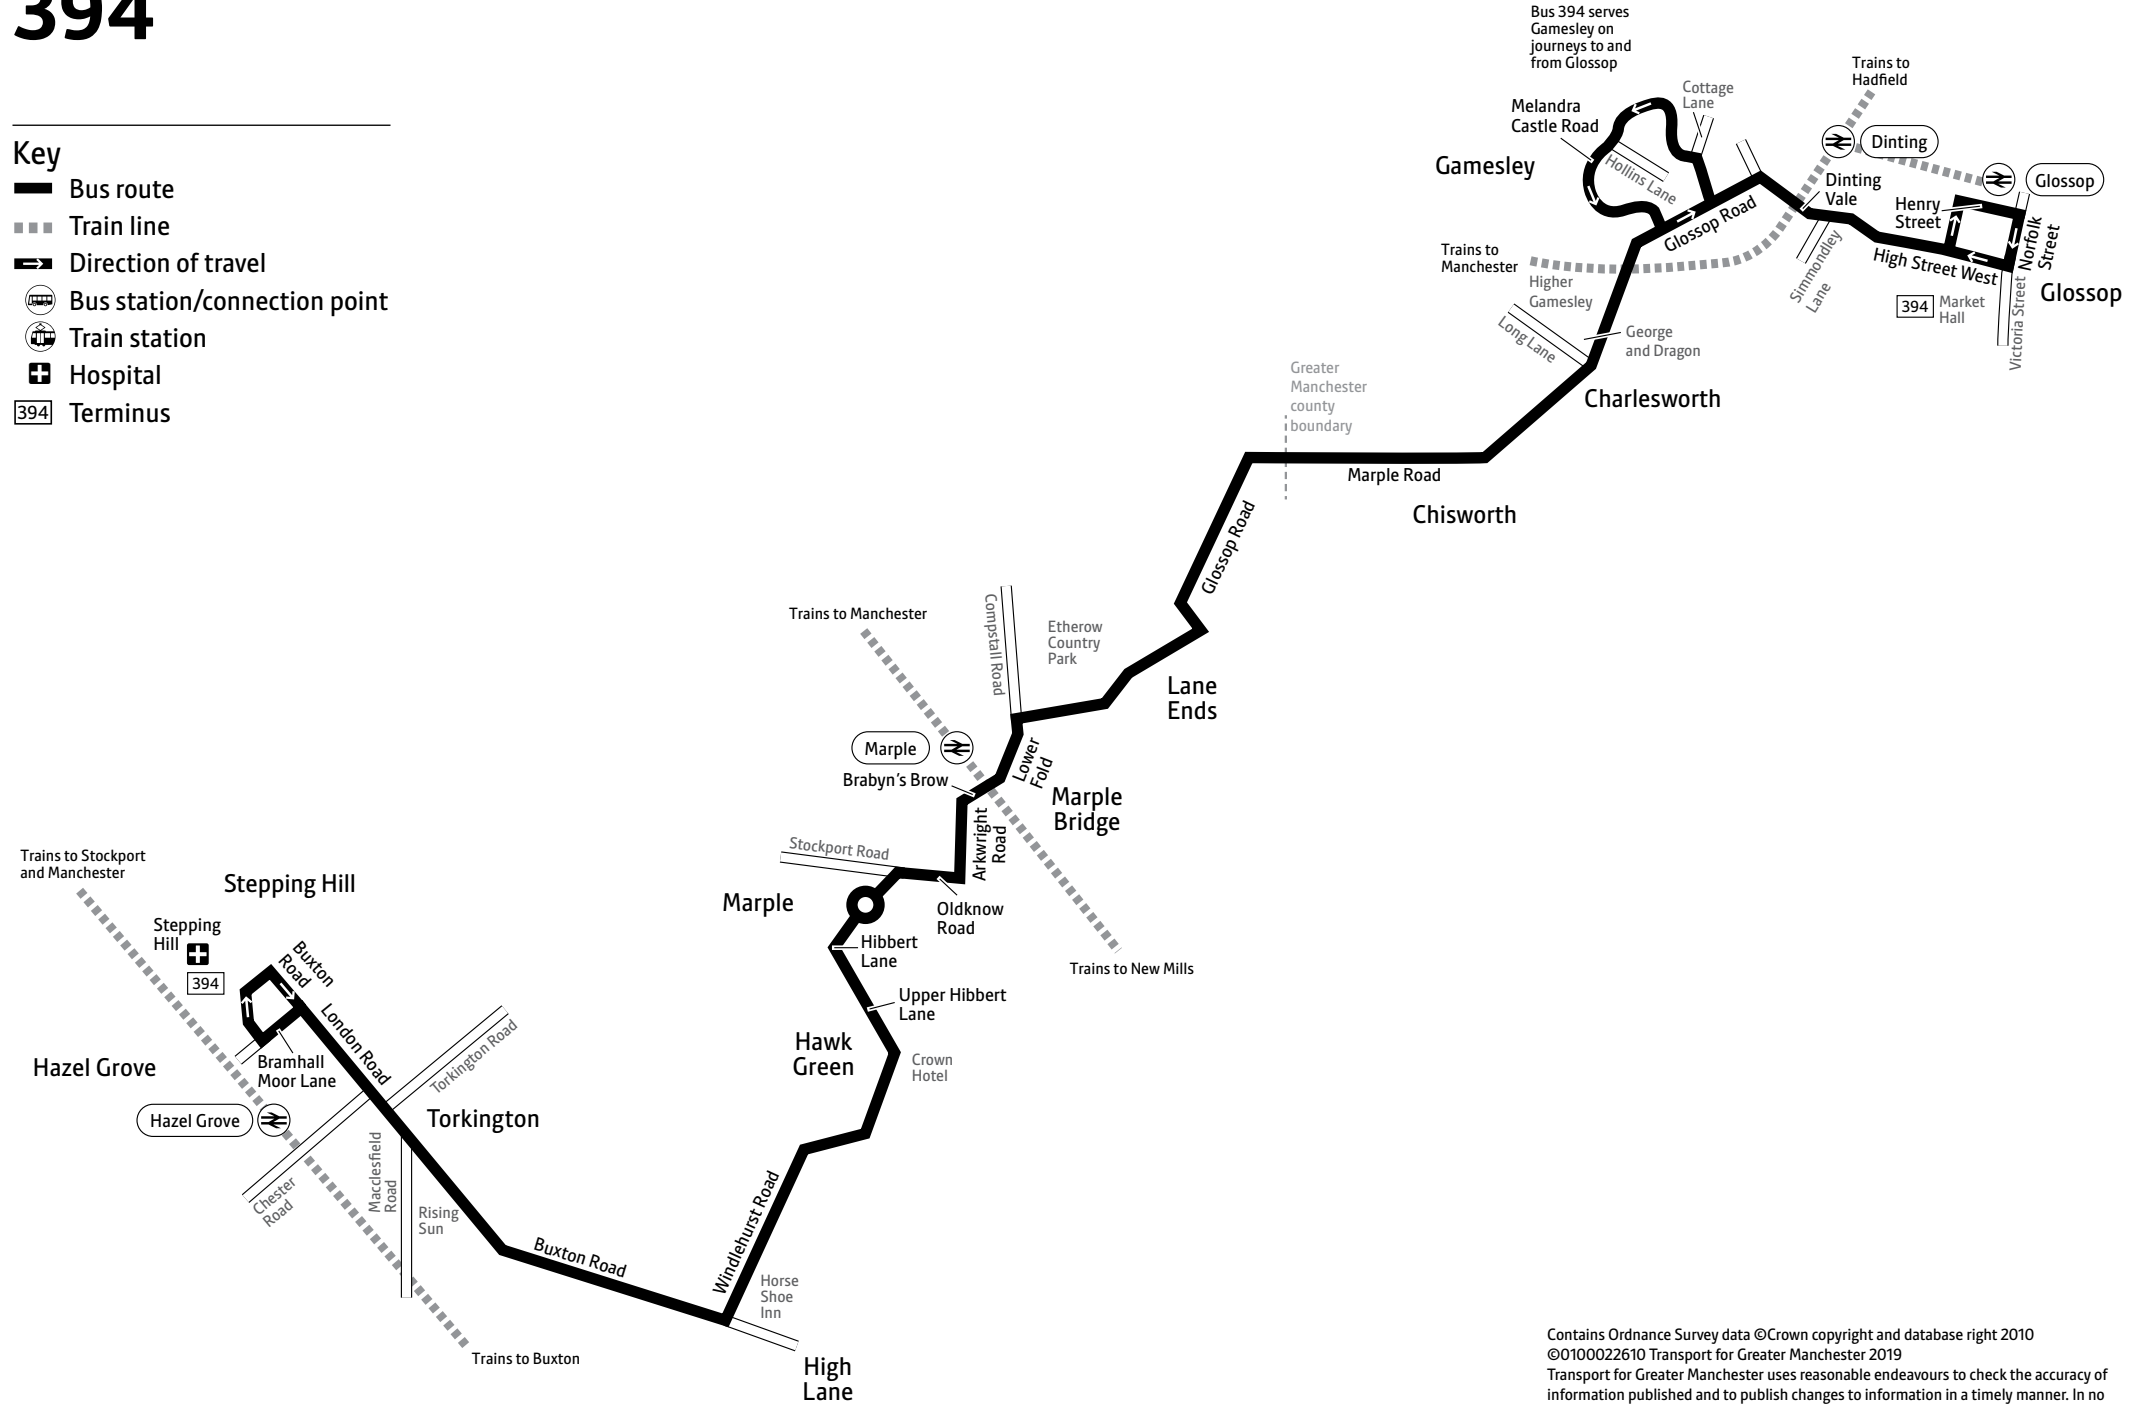 394
Key
Bus route
Train line
Direction of travel
Bus station/connection point
Train station
Hospital
394 Terminus
Bus 394 serves
Gamesley on
journeys to and
from Glossop
Trains to
Hadfield
Cottage
Lane
Melandra
Castle Road
Gamesley
Hollins Lane
Dinting
Glossop
Dinting
Vale
Henry
Street
Norfolk
Street
Glossop Road
High Street West
Simmondley
Lane
Trains to
Manchester
Higher
Gamesley
394
Market
Hall
Victoria Street
Glossop
Long Lane
George
and Dragon
Charlesworth
Greater
Manchester
county
boundary
Marple Road
Chisworth
Glossop Road
Trains to Manchester
Compstall Road
Etherow
Country
Park
Lane
Ends
Marple
Lower
Fold
Brabyn's Brow
Marple
Bridge
Arkwright
Road
Stockport Road
Marple
Oldknow
Road
Hibbert
Lane
Trains to New Mills
Upper Hibbert
Lane
Hawk
Green
Crown
Hotel
Trains to Stockport
and Manchester
Stepping Hill
Stepping
Hill
394
Buxton
Road
London Road
Bramhall
Moor Lane
Hazel Grove
Torkington Road
Hazel Grove
Torkington
Chester
Road
Macclesfield
Road
Rising
Sun
Buxton Road
Windlehurst Road
Horse
Shoe
Inn
Trains to Buxton
High
Lane
Contains Ordnance Survey data ©Crown copyright and database right 2010
©0100022610 Transport for Greater Manchester 2019
Transport for Greater Manchester uses reasonable endeavours to check the accuracy of
information published and to publish changes to information in a timely manner. In no